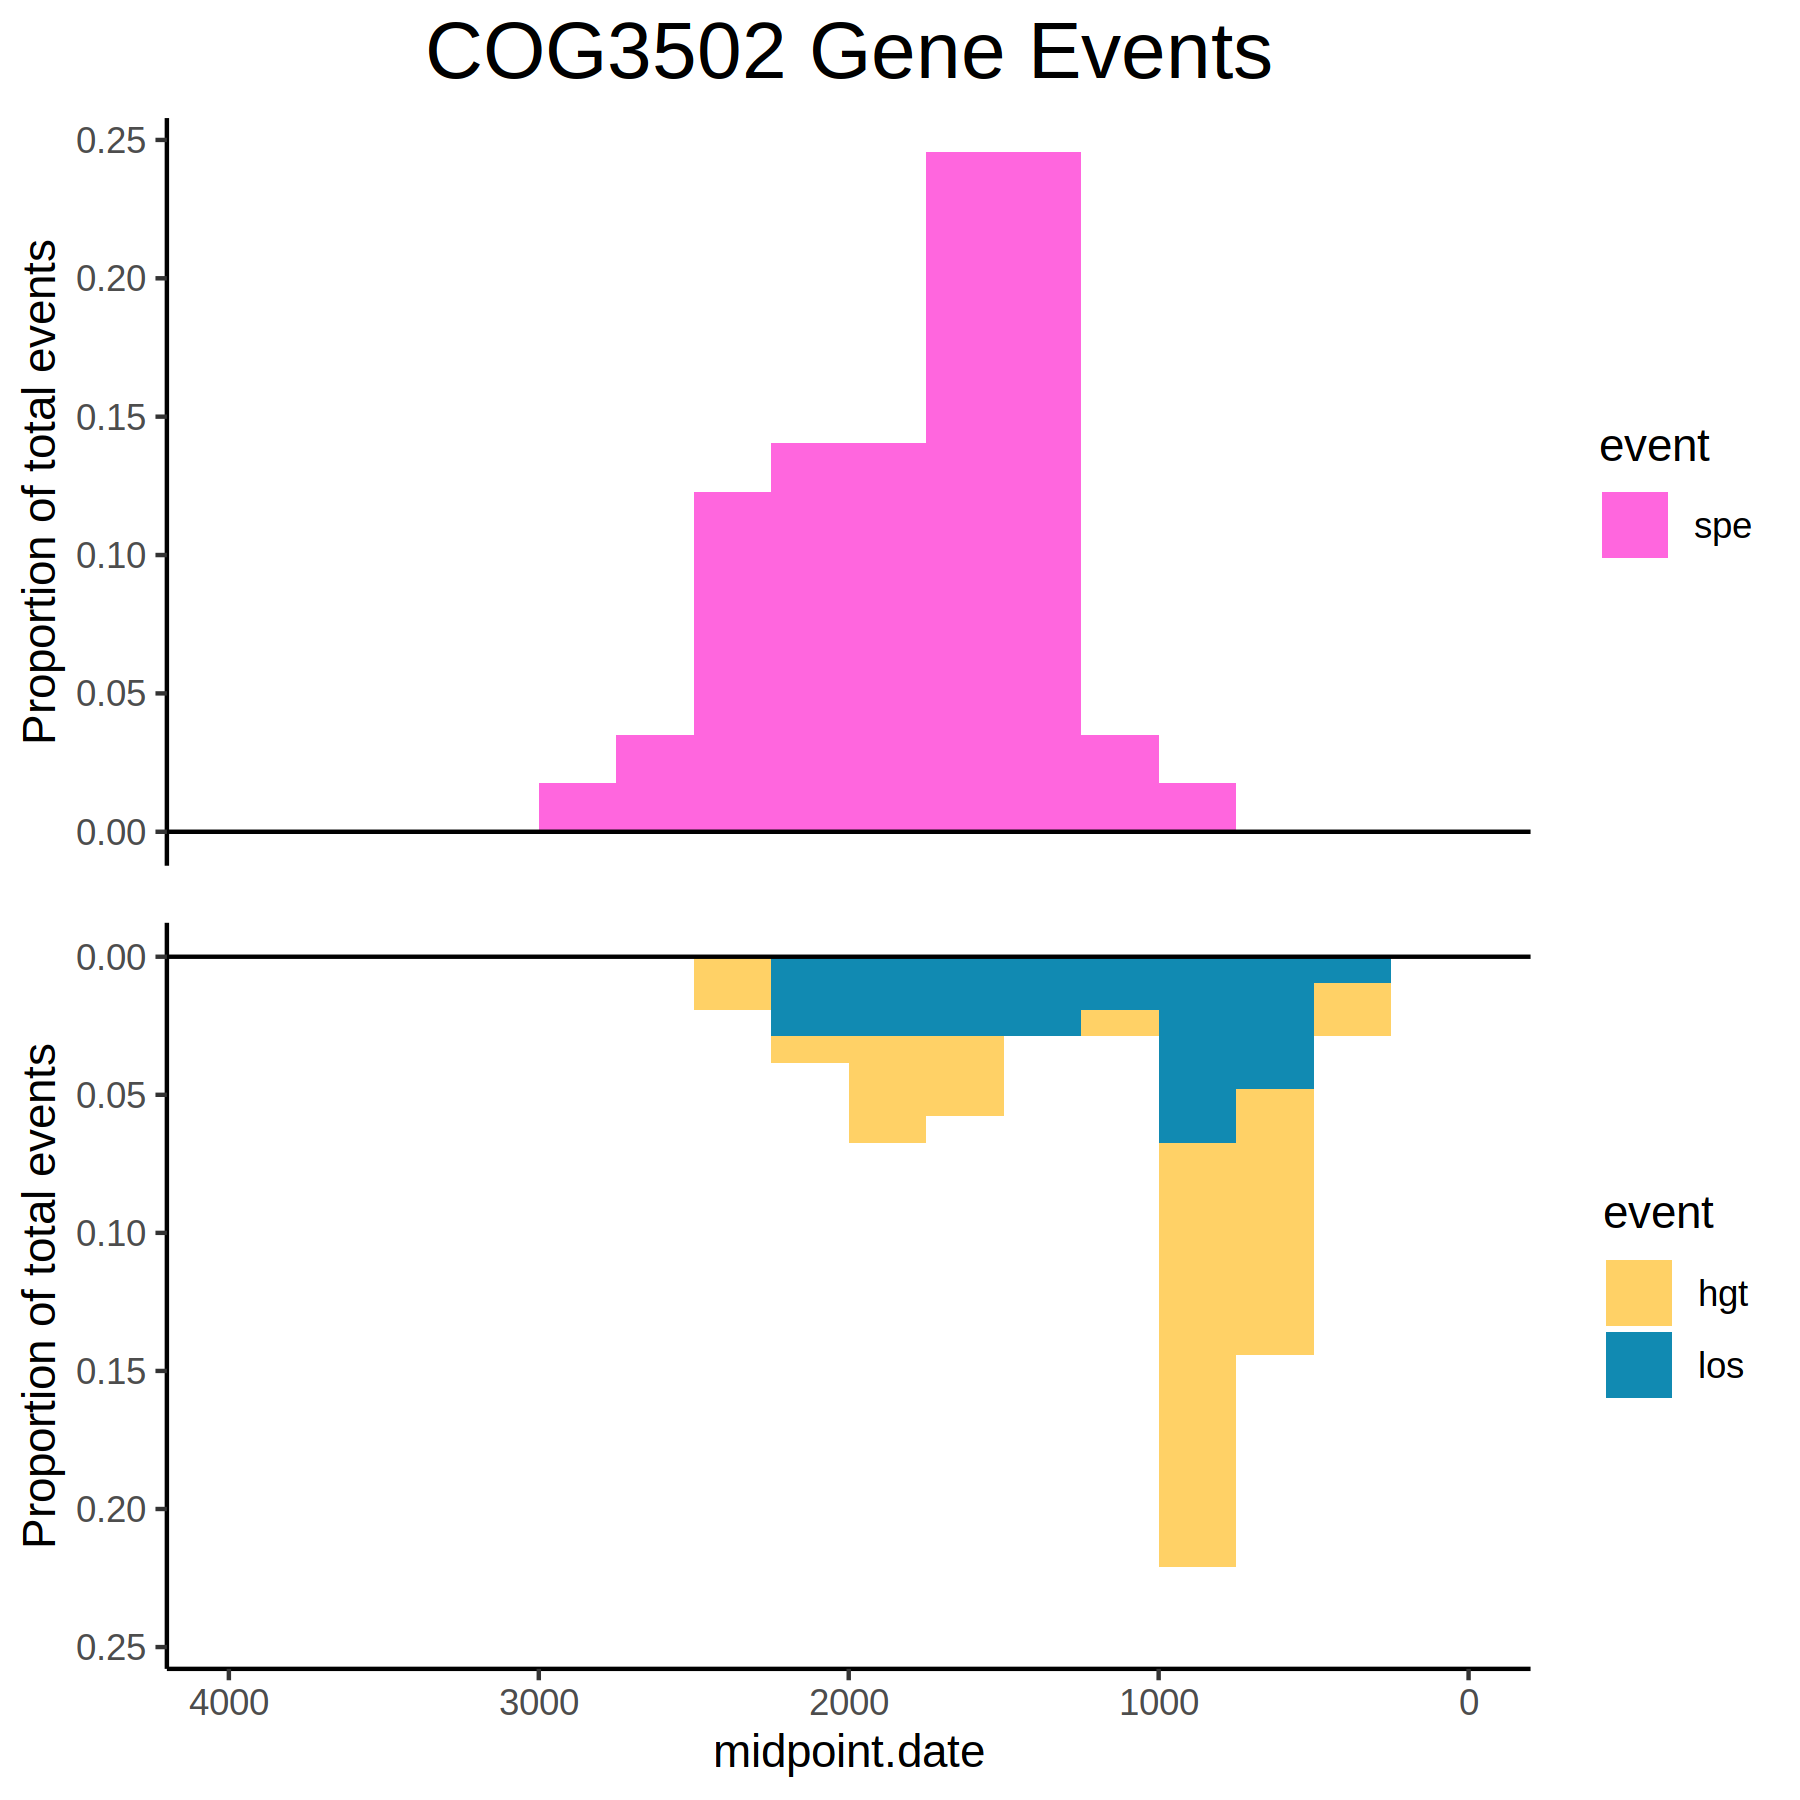 COG3502 Gene Events
Proportion of total events
0.25
0.20
0.15
0.10
0.05
0.00
event
spe
Proportion of total events
0.00
0.05
0.10
0.15
0.20
0.25
event
hgt
los
4000 3000 2000 1000 0
midpoint.date